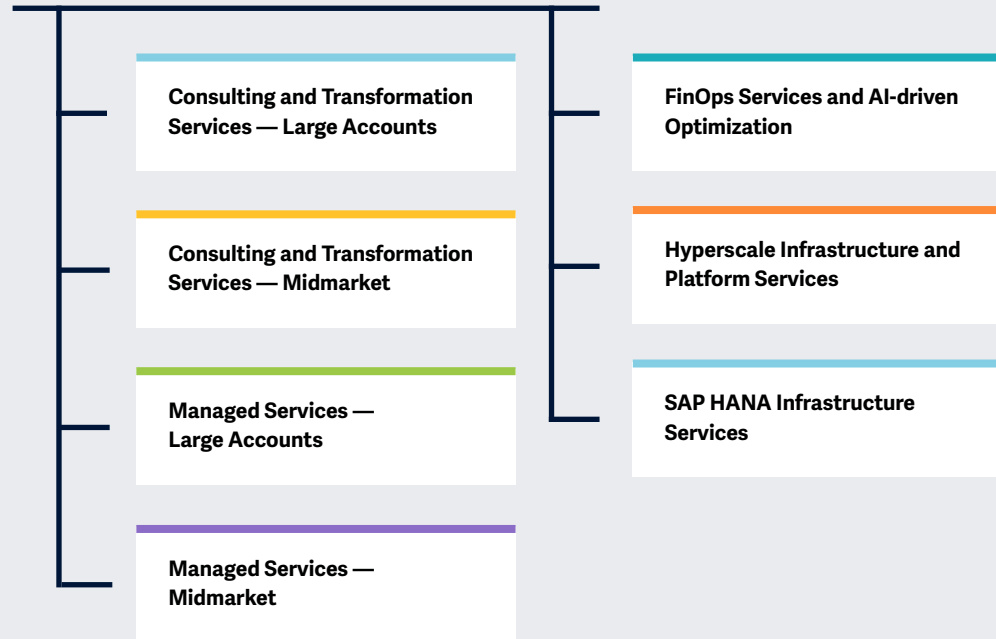 Consulting and Transformation
Services — Large Accounts
Consulting and Transformation
Services — Midmarket
Managed Services —
Large Accounts
Managed Services —
Midmarket
FinOps Services and AI-driven
Optimization
Hyperscale Infrastructure and
Platform Services
SAP HANA Infrastructure
Services